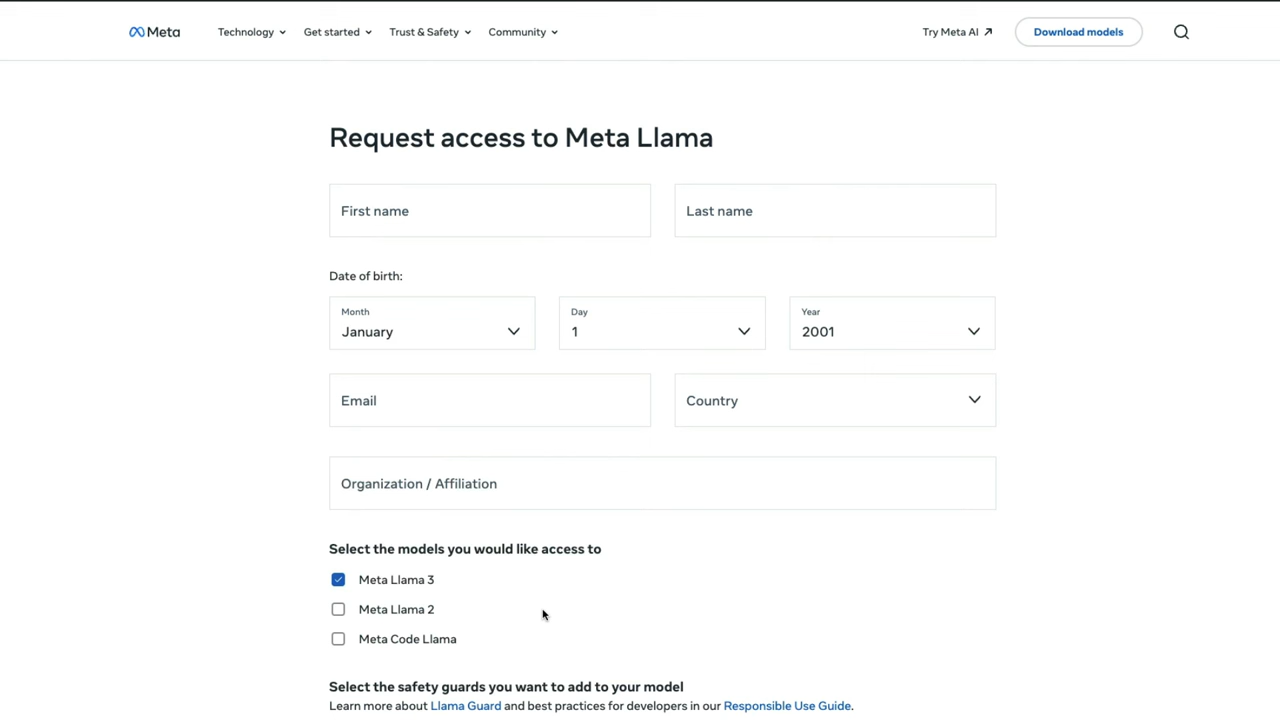 Meta Technology Get started Trust & Safety Community Try Meta AI Download models
Request access to Meta Llama
First name Last name
Date of birth:
Month Day Year
January 1 2001
Email Country
Organization / Affiliation
Select the models you would like access to
Meta Llama 3
Meta Llama 2
Meta Code Llama
Select the safety guards you want to add to your model
Learn more about Llama Guard and best practices for developers in our Responsible Use Guide.